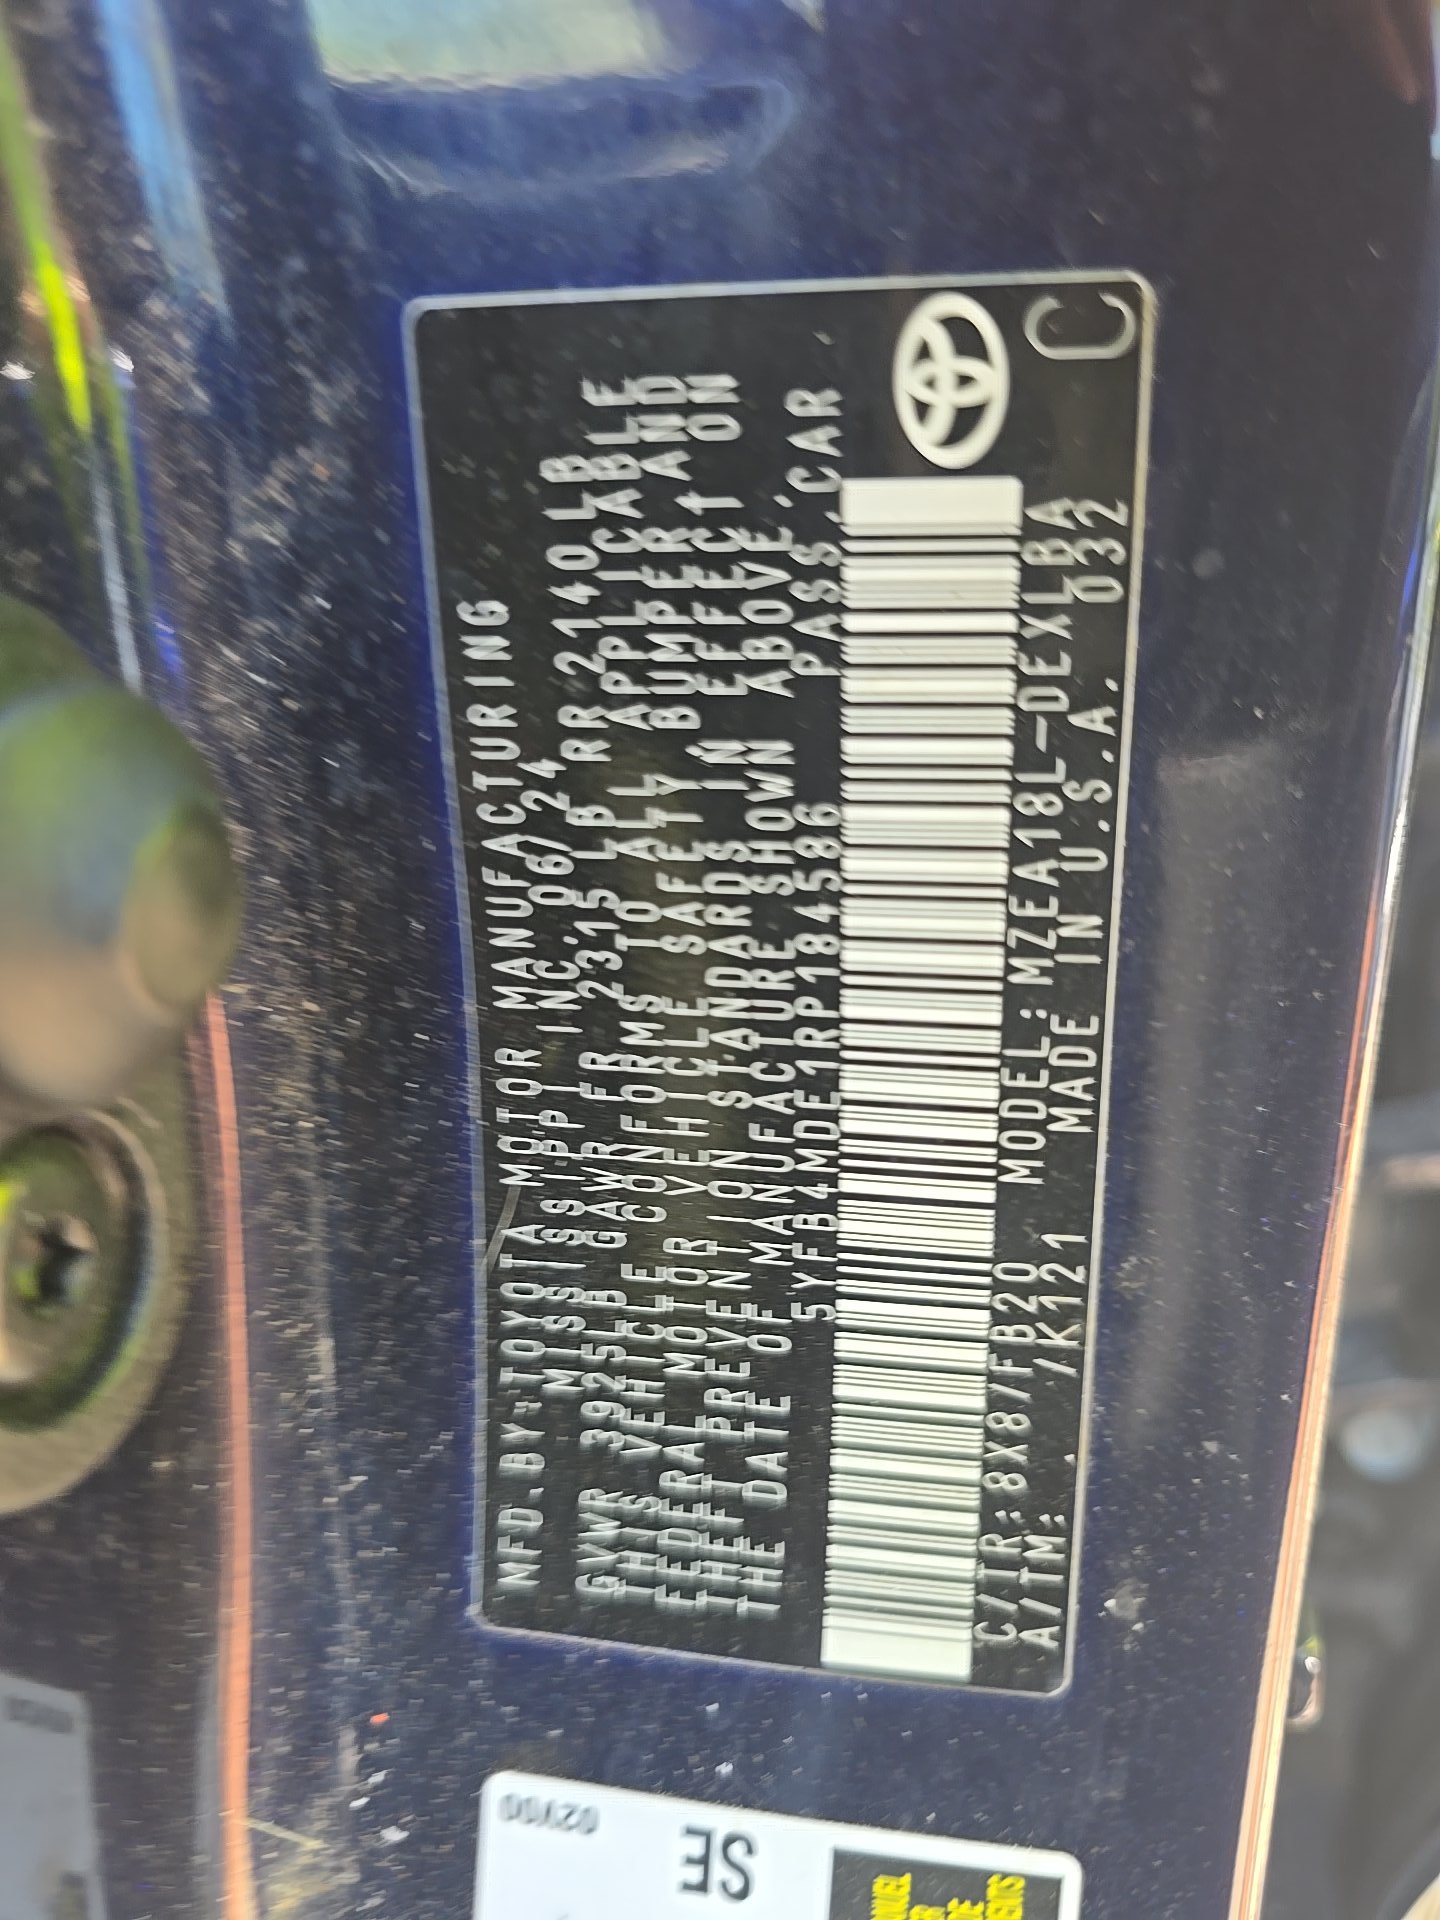 MFD. BY: TOYOTA MOTOR MANUFACTURING
MISSISSIPPI INC. 06/24
GVWR 3925LB GAWR FR 2315LB RR 2140LB
THIS VEHICLE CONFORMS TO ALL APPLICABLE
FEDERAL MOTOR VEHICLE SAFETY BUMPER AND
THEFT PREVENTION STANDARDS IN EFFECT ON
THE DATE OF MANUFACTURE SHOWN ABOVE.
5YFB4MDE1RP184586 PASS. CAR
C/TR: 8X8/FB20 MODEL: MZEA18L-DEXLBA
A/TM: /K121 MADE IN U.S.A. 032
C
02V00
SE